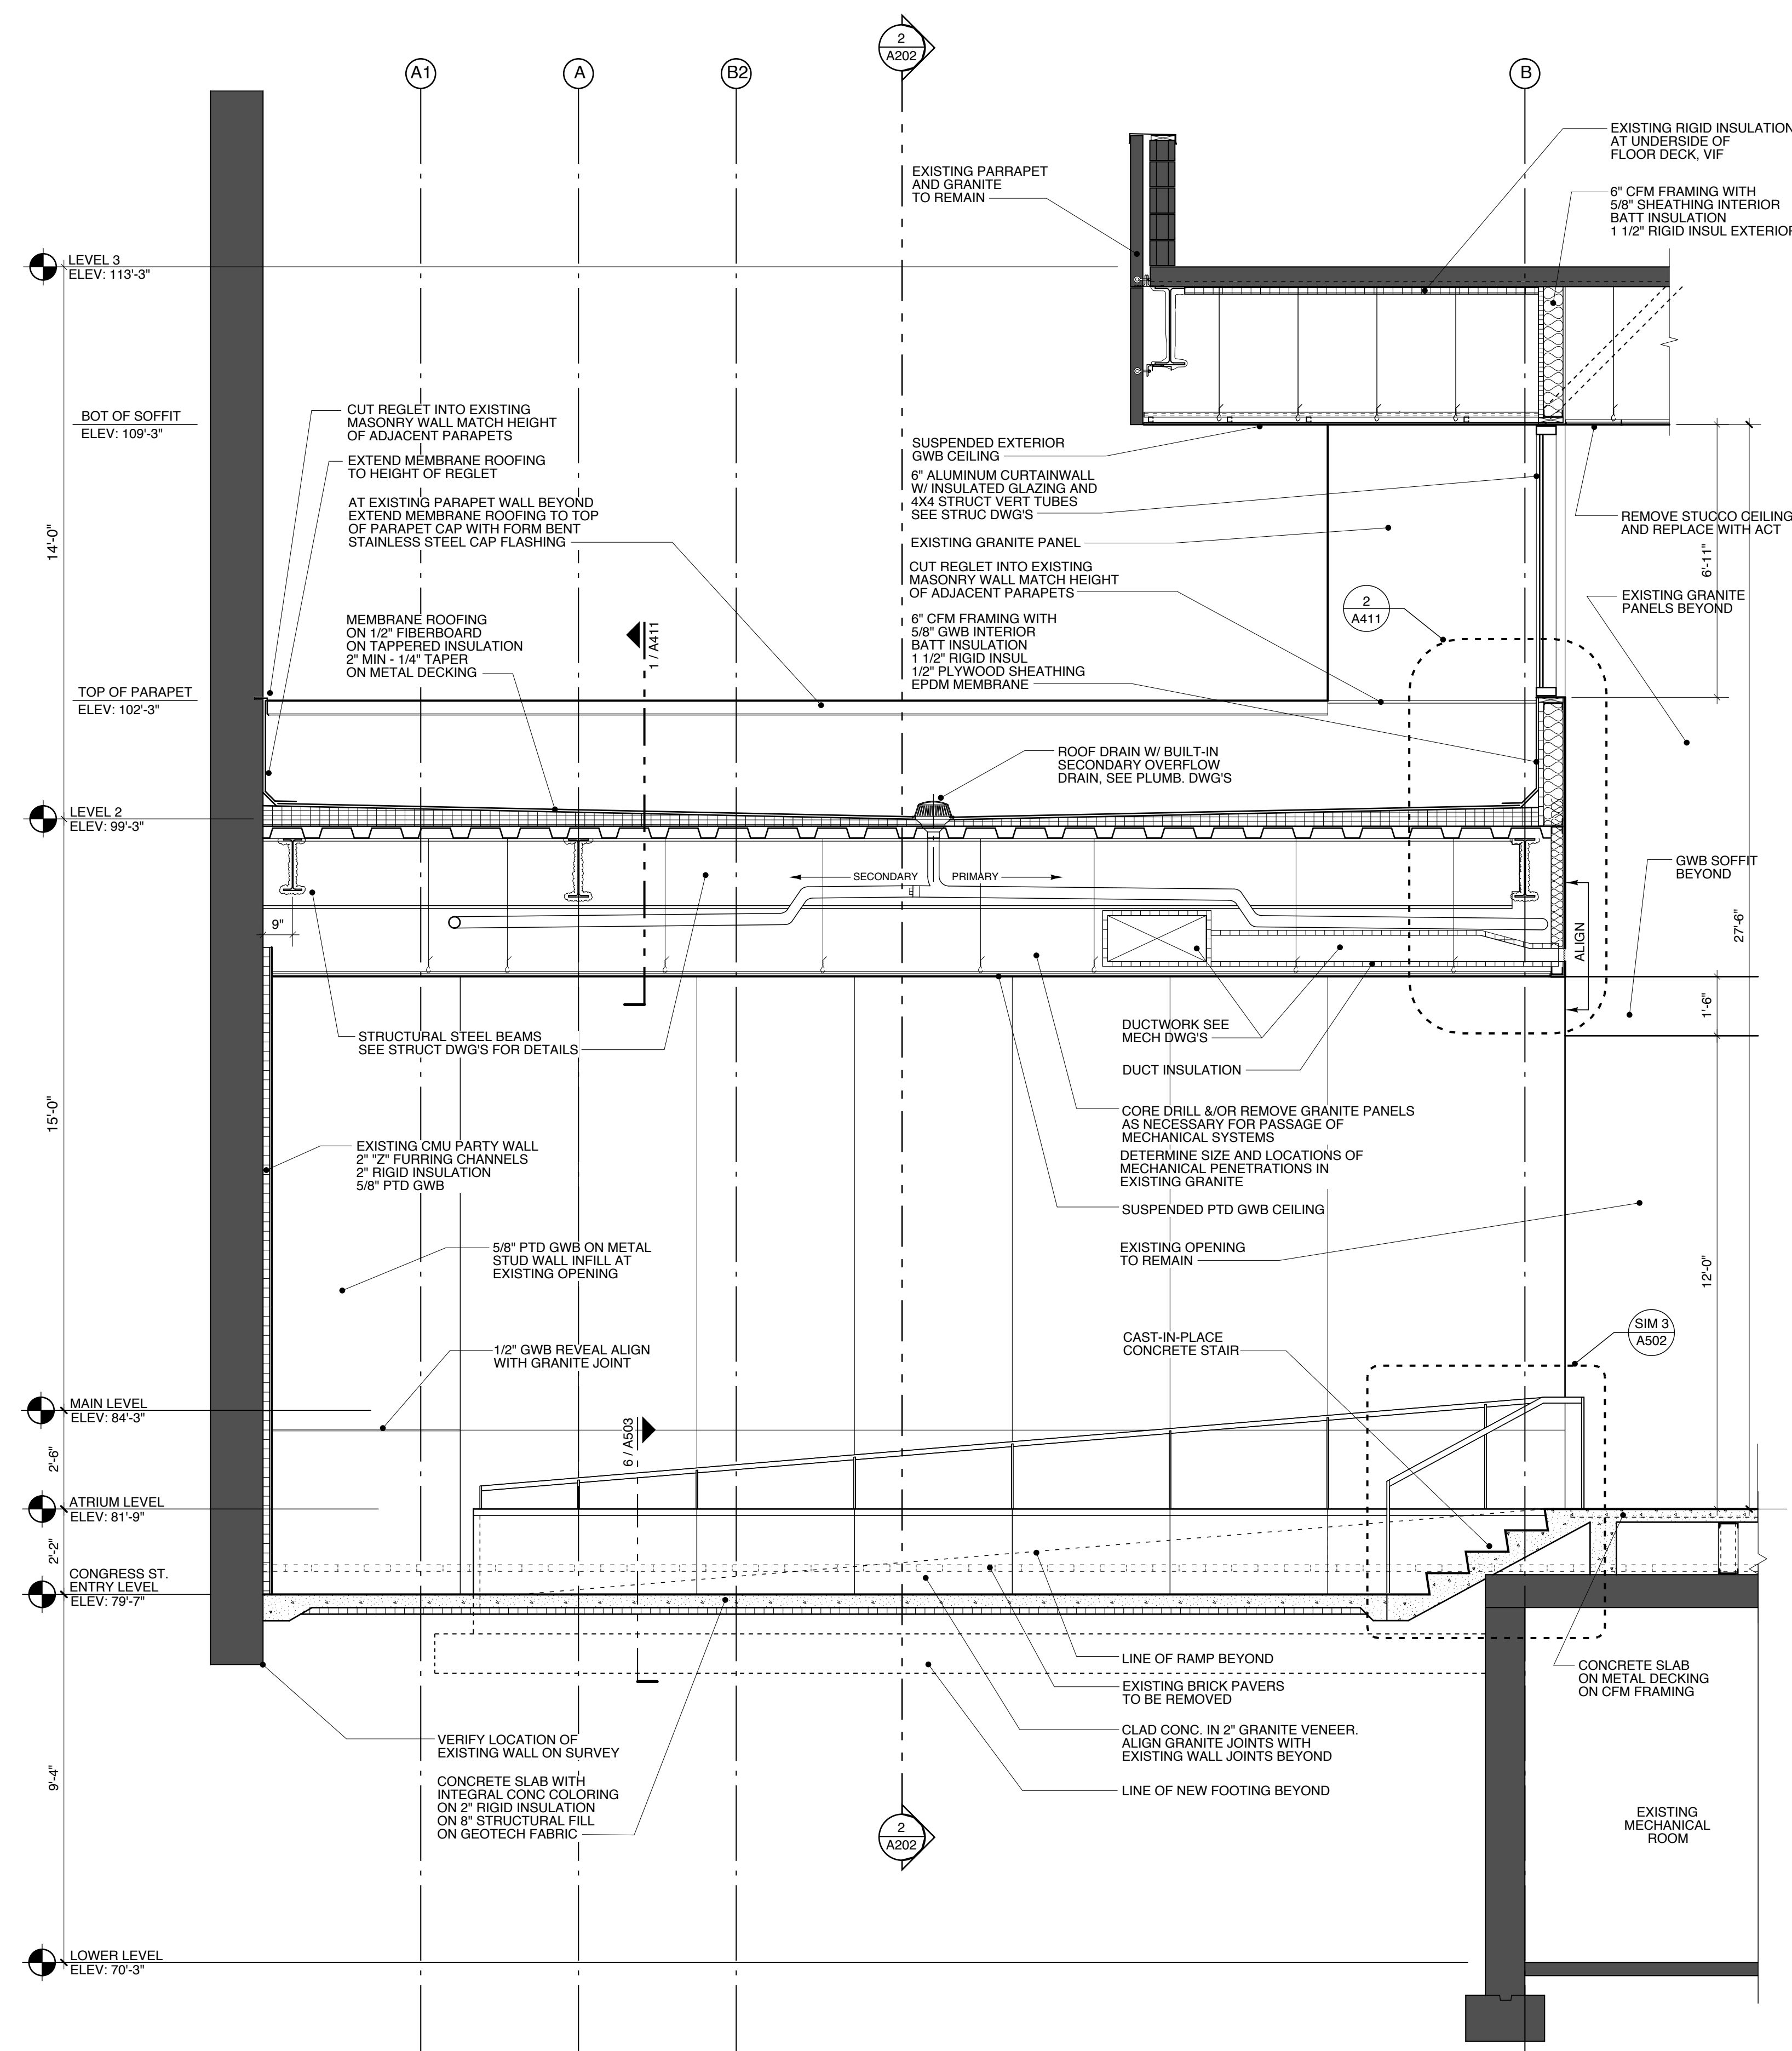 2
A202
A1
A
B2
B
EXISTING RIGID INSULATION
AT UNDERSIDE OF
FLOOR DECK, VIF
6" CFM FRAMING WITH
5/8" SHEATHING INTERIOR
BATT INSULATION
1 1/2" RIGID INSUL EXTERIOR
EXISTING PARRAPET
AND GRANITE
TO REMAIN
LEVEL 3
ELEV: 113'-3"
BOT OF SOFFIT
ELEV: 109'-3"
14'-0"
CUT REGLET INTO EXISTING
MASONRY WALL MATCH HEIGHT
OF ADJACENT PARAPETS
EXTEND MEMBRANE ROOFING
TO HEIGHT OF REGLET
AT EXISTING PARAPET WALL BEYOND
EXTEND MEMBRANE ROOFING TO TOP
OF PARAPET CAP WITH FORM BENT
STAINLESS STEEL CAP FLASHING
MEMBRANE ROOFING
ON 1/2" FIBERBOARD
ON TAPPERED INSULATION
2" MIN - 1/4" TAPER
ON METAL DECKING
1 / A411
SUSPENDED EXTERIOR
GWB CEILING
6" ALUMINUM CURTAINWALL
W/ INSULATED GLAZING AND
4X4 STRUCT VERT TUBES
SEE STRUC DWG'S
EXISTING GRANITE PANEL
CUT REGLET INTO EXISTING
MASONRY WALL MATCH HEIGHT
OF ADJACENT PARAPETS
6" CFM FRAMING WITH
5/8" GWB INTERIOR
BATT INSULATION
1 1/2" RIGID INSUL
1/2" PLYWOOD SHEATHING
EPDM MEMBRANE
2
A411
REMOVE STUCCO CEILING
AND REPLACE WITH ACT
6'-11"
EXISTING GRANITE
PANELS BEYOND
TOP OF PARAPET
ELEV: 102'-3"
ROOF DRAIN W/ BUILT-IN
SECONDARY OVERFLOW
DRAIN, SEE PLUMB. DWG'S
LEVEL 2
ELEV: 99'-3"
SECONDARY
PRIMARY
GWB SOFFIT
BEYOND
9"
ALIGN
27'-6"
1'-6"
STRUCTURAL STEEL BEAMS
SEE STRUCT DWG'S FOR DETAILS
DUCTWORK SEE
MECH DWG'S
DUCT INSULATION
15'-0"
CORE DRILL &/OR REMOVE GRANITE PANELS
AS NECESSARY FOR PASSAGE OF
MECHANICAL SYSTEMS
DETERMINE SIZE AND LOCATIONS OF
MECHANICAL PENETRATIONS IN
EXISTING GRANITE
EXISTING CMU PARTY WALL
2" "Z" FURRING CHANNELS
2" RIGID INSULATION
5/8" PTD GWB
SUSPENDED PTD GWB CEILING
5/8" PTD GWB ON METAL
STUD WALL INFILL AT
EXISTING OPENING
EXISTING OPENING
TO REMAIN
12'-0"
1/2" GWB REVEAL ALIGN
WITH GRANITE JOINT
CAST-IN-PLACE
CONCRETE STAIR
SIM 3
A502
MAIN LEVEL
ELEV: 84'-3"
6 / A503
2'-6"
ATRIUM LEVEL
ELEV: 81'-9"
2'-2"
CONGRESS ST.
ENTRY LEVEL
ELEV: 79'-7"
LINE OF RAMP BEYOND
EXISTING BRICK PAVERS
TO BE REMOVED
CONCRETE SLAB
ON METAL DECKING
ON CFM FRAMING
VERIFY LOCATION OF
EXISTING WALL ON SURVEY
CLAD CONC. IN 2" GRANITE VENEER.
ALIGN GRANITE JOINTS WITH
EXISTING WALL JOINTS BEYOND
9'-4"
CONCRETE SLAB WITH
INTEGRAL CONC COLORING
ON 2" RIGID INSULATION
ON 8" STRUCTURAL FILL
ON GEOTECH FABRIC
LINE OF NEW FOOTING BEYOND
2
A202
EXISTING
MECHANICAL
ROOM
LOWER LEVEL
ELEV: 70'-3"